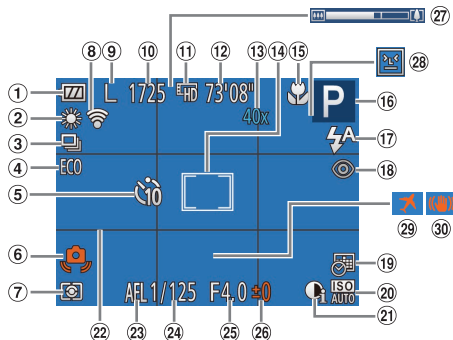 ⑧ ⑨ ⑩ ⑪ ⑫ ⑬ ⑭ ⑮ ㉗
① L 1725 HD 73'08" P ⑯ ㉘
② 40x
③ ⚡A ⑰
④ ECO ⑱
⑤ 10
㉙ ㉚
⑥ ⑲
⑦ AFL 1/125 F4.0 ±0 i ISO AUTO ⑳
㉑
㉒ ㉓ ㉔ ㉕ ㉖